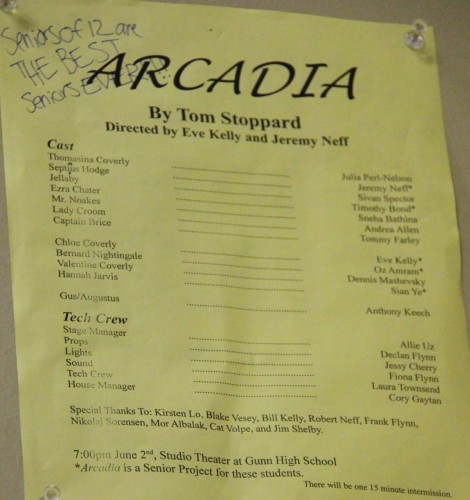 Seniors of 12 are
THE BEST
Seniors EVER!!!
ARCADIA
By Tom Stoppard
Directed by Eve Kelly and Jeremy Neff
Cast
Thomasina Coverly ........ Julia Perl-Nelson
Septius Hodge ........ Jeremy Neff*
Jellaby ........ Sivan Spector
Ezra Chater ........ Timothy Bond*
Mr. Noakes ........ Sneha Bathina
Lady Croom ........ Andrea Allen
Captain Brice ........ Tommy Farley
Chloe Coverly ........ Eve Kelly*
Bernard Nightingale ........ Oz Amram*
Valentine Coverly ........ Dennis Mashevsky
Hannah Jarvis ........ Sian Ye*
Gus/Augustus ........ Anthony Keech
Tech Crew
Stage Manager ........ Allie Uz
Props ........ Declan Flynn
Lights ........ Jessy Cherry
Sound ........ Fiona Flynn
Tech Crew ........ Laura Townsend
House Manager ........ Cory Gaytan
Special Thanks To: Kirsten Lo, Blake Vesey, Bill Kelly, Robert Neff, Frank Flynn,
Nikolaj Sorensen, Mor Albalak, Cat Volpe, and Jim Shelby.
7:00pm June 2nd, Studio Theater at Gunn High School
*Arcadia is a Senior Project for these students.
There will be one 15 minute intermission.